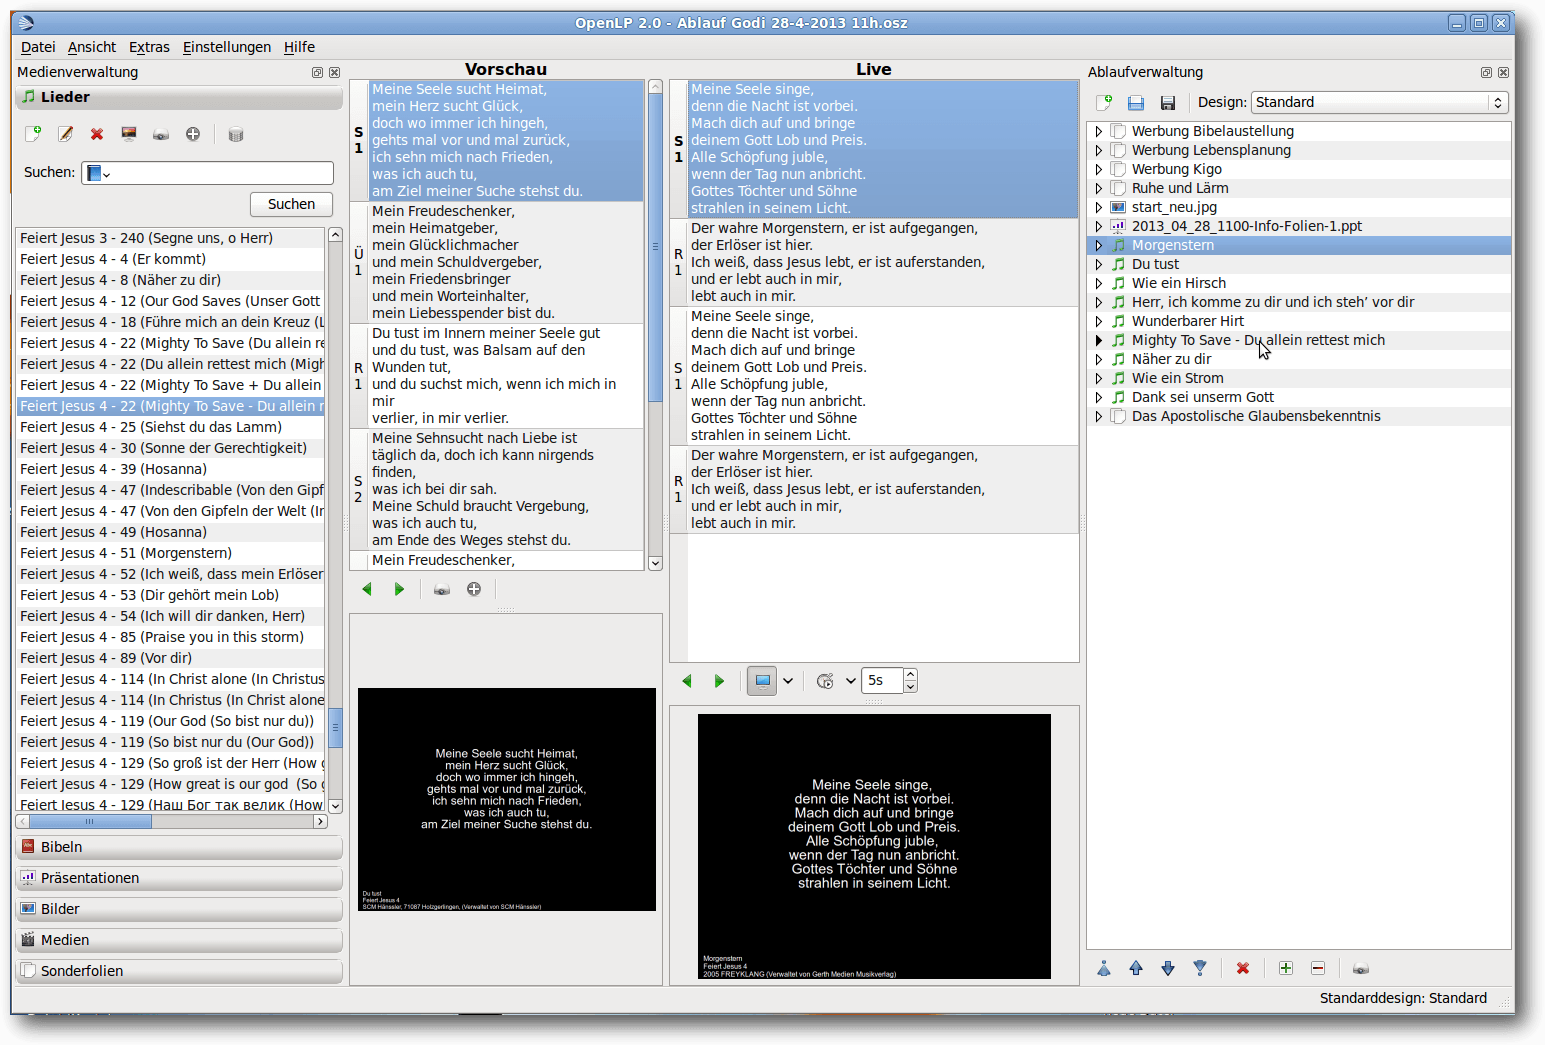 OpenLP 2.0 - Ablauf Godi 28-4-2013 11h.osz
Datei Ansicht Extras Einstellungen Hilfe
Medienverwaltung
Lieder
Suchen:
Suchen
Feiert Jesus 3 - 240 (Segne uns, o Herr)
Feiert Jesus 4 - 4 (Er kommt)
Feiert Jesus 4 - 8 (Näher zu dir)
Feiert Jesus 4 - 12 (Our God Saves (Unser Gott
Feiert Jesus 4 - 18 (Führe mich an dein Kreuz (L
Feiert Jesus 4 - 22 (Mighty To Save (Du allein re
Feiert Jesus 4 - 22 (Du allein rettest mich (Migh
Feiert Jesus 4 - 22 (Mighty To Save + Du allein
Feiert Jesus 4 - 22 (Mighty To Save - Du allein r
Feiert Jesus 4 - 25 (Siehst du das Lamm)
Feiert Jesus 4 - 30 (Sonne der Gerechtigkeit)
Feiert Jesus 4 - 39 (Hosanna)
Feiert Jesus 4 - 47 (Indescribable (Von den Gipf
Feiert Jesus 4 - 47 (Von den Gipfeln der Welt (Ir
Feiert Jesus 4 - 49 (Hosanna)
Feiert Jesus 4 - 51 (Morgenstern)
Feiert Jesus 4 - 52 (Ich weiß, dass mein Erlöser
Feiert Jesus 4 - 53 (Dir gehört mein Lob)
Feiert Jesus 4 - 54 (Ich will dir danken, Herr)
Feiert Jesus 4 - 85 (Praise you in this storm)
Feiert Jesus 4 - 89 (Vor dir)
Feiert Jesus 4 - 114 (In Christ alone (In Christus
Feiert Jesus 4 - 114 (In Christus (In Christ alone
Feiert Jesus 4 - 119 (Our God (So bist nur du))
Feiert Jesus 4 - 119 (So bist nur du (Our God))
Feiert Jesus 4 - 129 (So groß ist der Herr (How g
Feiert Jesus 4 - 129 (How great is our god (So g
Feiert Jesus 4 - 129 (Наш Бог так велик (How
Bibeln
Präsentationen
Bilder
Medien
Sonderfolien
Vorschau
S
1
Meine Seele sucht Heimat,
mein Herz sucht Glück,
doch wo immer ich hingeh,
gehts mal vor und mal zurück,
ich sehn mich nach Frieden,
was ich auch tu,
am Ziel meiner Suche stehst du.
Ü
1
Mein Freudeschenker,
mein Heimatgeber,
mein Glücklichmacher
und mein Schuldvergeber,
mein Friedensbringer
und mein Worteinhalter,
mein Liebesspender bist du.
R
1
Du tust im Innern meiner Seele gut
und du tust, was Balsam auf den
Wunden tut,
und du suchst mich, wenn ich mich in
mir
verlier, in mir verlier.
S
2
Meine Sehnsucht nach Liebe ist
täglich da, doch ich kann nirgends
finden,
was ich bei dir sah.
Meine Schuld braucht Vergebung,
was ich auch tu,
am Ende des Weges stehst du.
Mein Freudeschenker,
Meine Seele sucht Heimat,
mein Herz sucht Glück,
doch wo immer ich hingeh,
gehts mal vor und mal zurück,
ich sehn mich nach Frieden,
was ich auch tu,
am Ziel meiner Suche stehst du.
Du tust
Feiert Jesus 4
SCM Hänssler, 71087 Holzgerlingen, (Verwaltet von SCM Hänssler)
Live
S
1
Meine Seele singe,
denn die Nacht ist vorbei.
Mach dich auf und bringe
deinem Gott Lob und Preis.
Alle Schöpfung juble,
wenn der Tag nun anbricht.
Gottes Töchter und Söhne
strahlen in seinem Licht.
R
1
Der wahre Morgenstern, er ist aufgegangen,
der Erlöser ist hier.
Ich weiß, dass Jesus lebt, er ist auferstanden,
und er lebt auch in mir,
lebt auch in mir.
S
1
Meine Seele singe,
denn die Nacht ist vorbei.
Mach dich auf und bringe
deinem Gott Lob und Preis.
Alle Schöpfung juble,
wenn der Tag nun anbricht.
Gottes Töchter und Söhne
strahlen in seinem Licht.
R
1
Der wahre Morgenstern, er ist aufgegangen,
der Erlöser ist hier.
Ich weiß, dass Jesus lebt, er ist auferstanden,
und er lebt auch in mir,
lebt auch in mir.
5s
Meine Seele singe,
denn die Nacht ist vorbei.
Mach dich auf und bringe
deinem Gott Lob und Preis.
Alle Schöpfung juble,
wenn der Tag nun anbricht.
Gottes Töchter und Söhne
strahlen in seinem Licht.
Morgenstern
Feiert Jesus 4
2005 FREYKLANG (Verwaltet von Gerth Medien Musikverlag)
Ablaufverwaltung
Design: Standard
Werbung Bibelaustellung
Werbung Lebensplanung
Werbung Kigo
Ruhe und Lärm
start_neu.jpg
2013_04_28_1100-Info-Folien-1.ppt
Morgenstern
Du tust
Wie ein Hirsch
Herr, ich komme zu dir und ich steh’ vor dir
Wunderbarer Hirt
Mighty To Save - Du allein rettest mich
Näher zu dir
Wie ein Strom
Dank sei unserm Gott
Das Apostolische Glaubensbekenntnis
Standarddesign: Standard